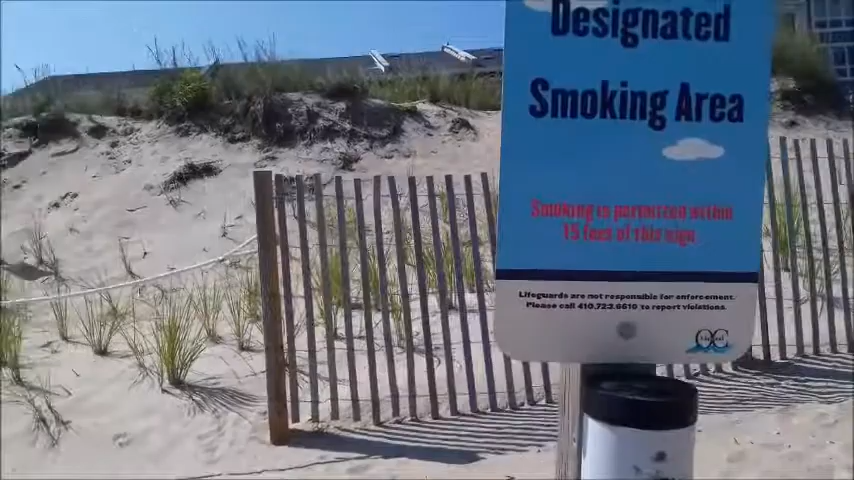 Designated
Smoking Area
Smoking is permitted within
15 feet of this sign
Lifeguards are not responsible for enforcement
Please call 410.723.6610 to report violations.